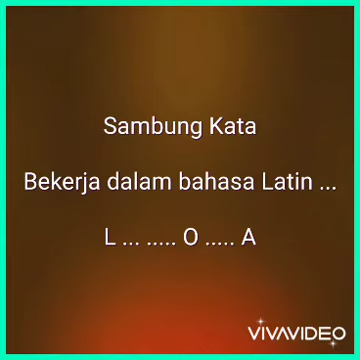 Sambung Kata
Bekerja dalam bahasa Latin ...
L ... ..... O ..... A
VIVAVIDEO